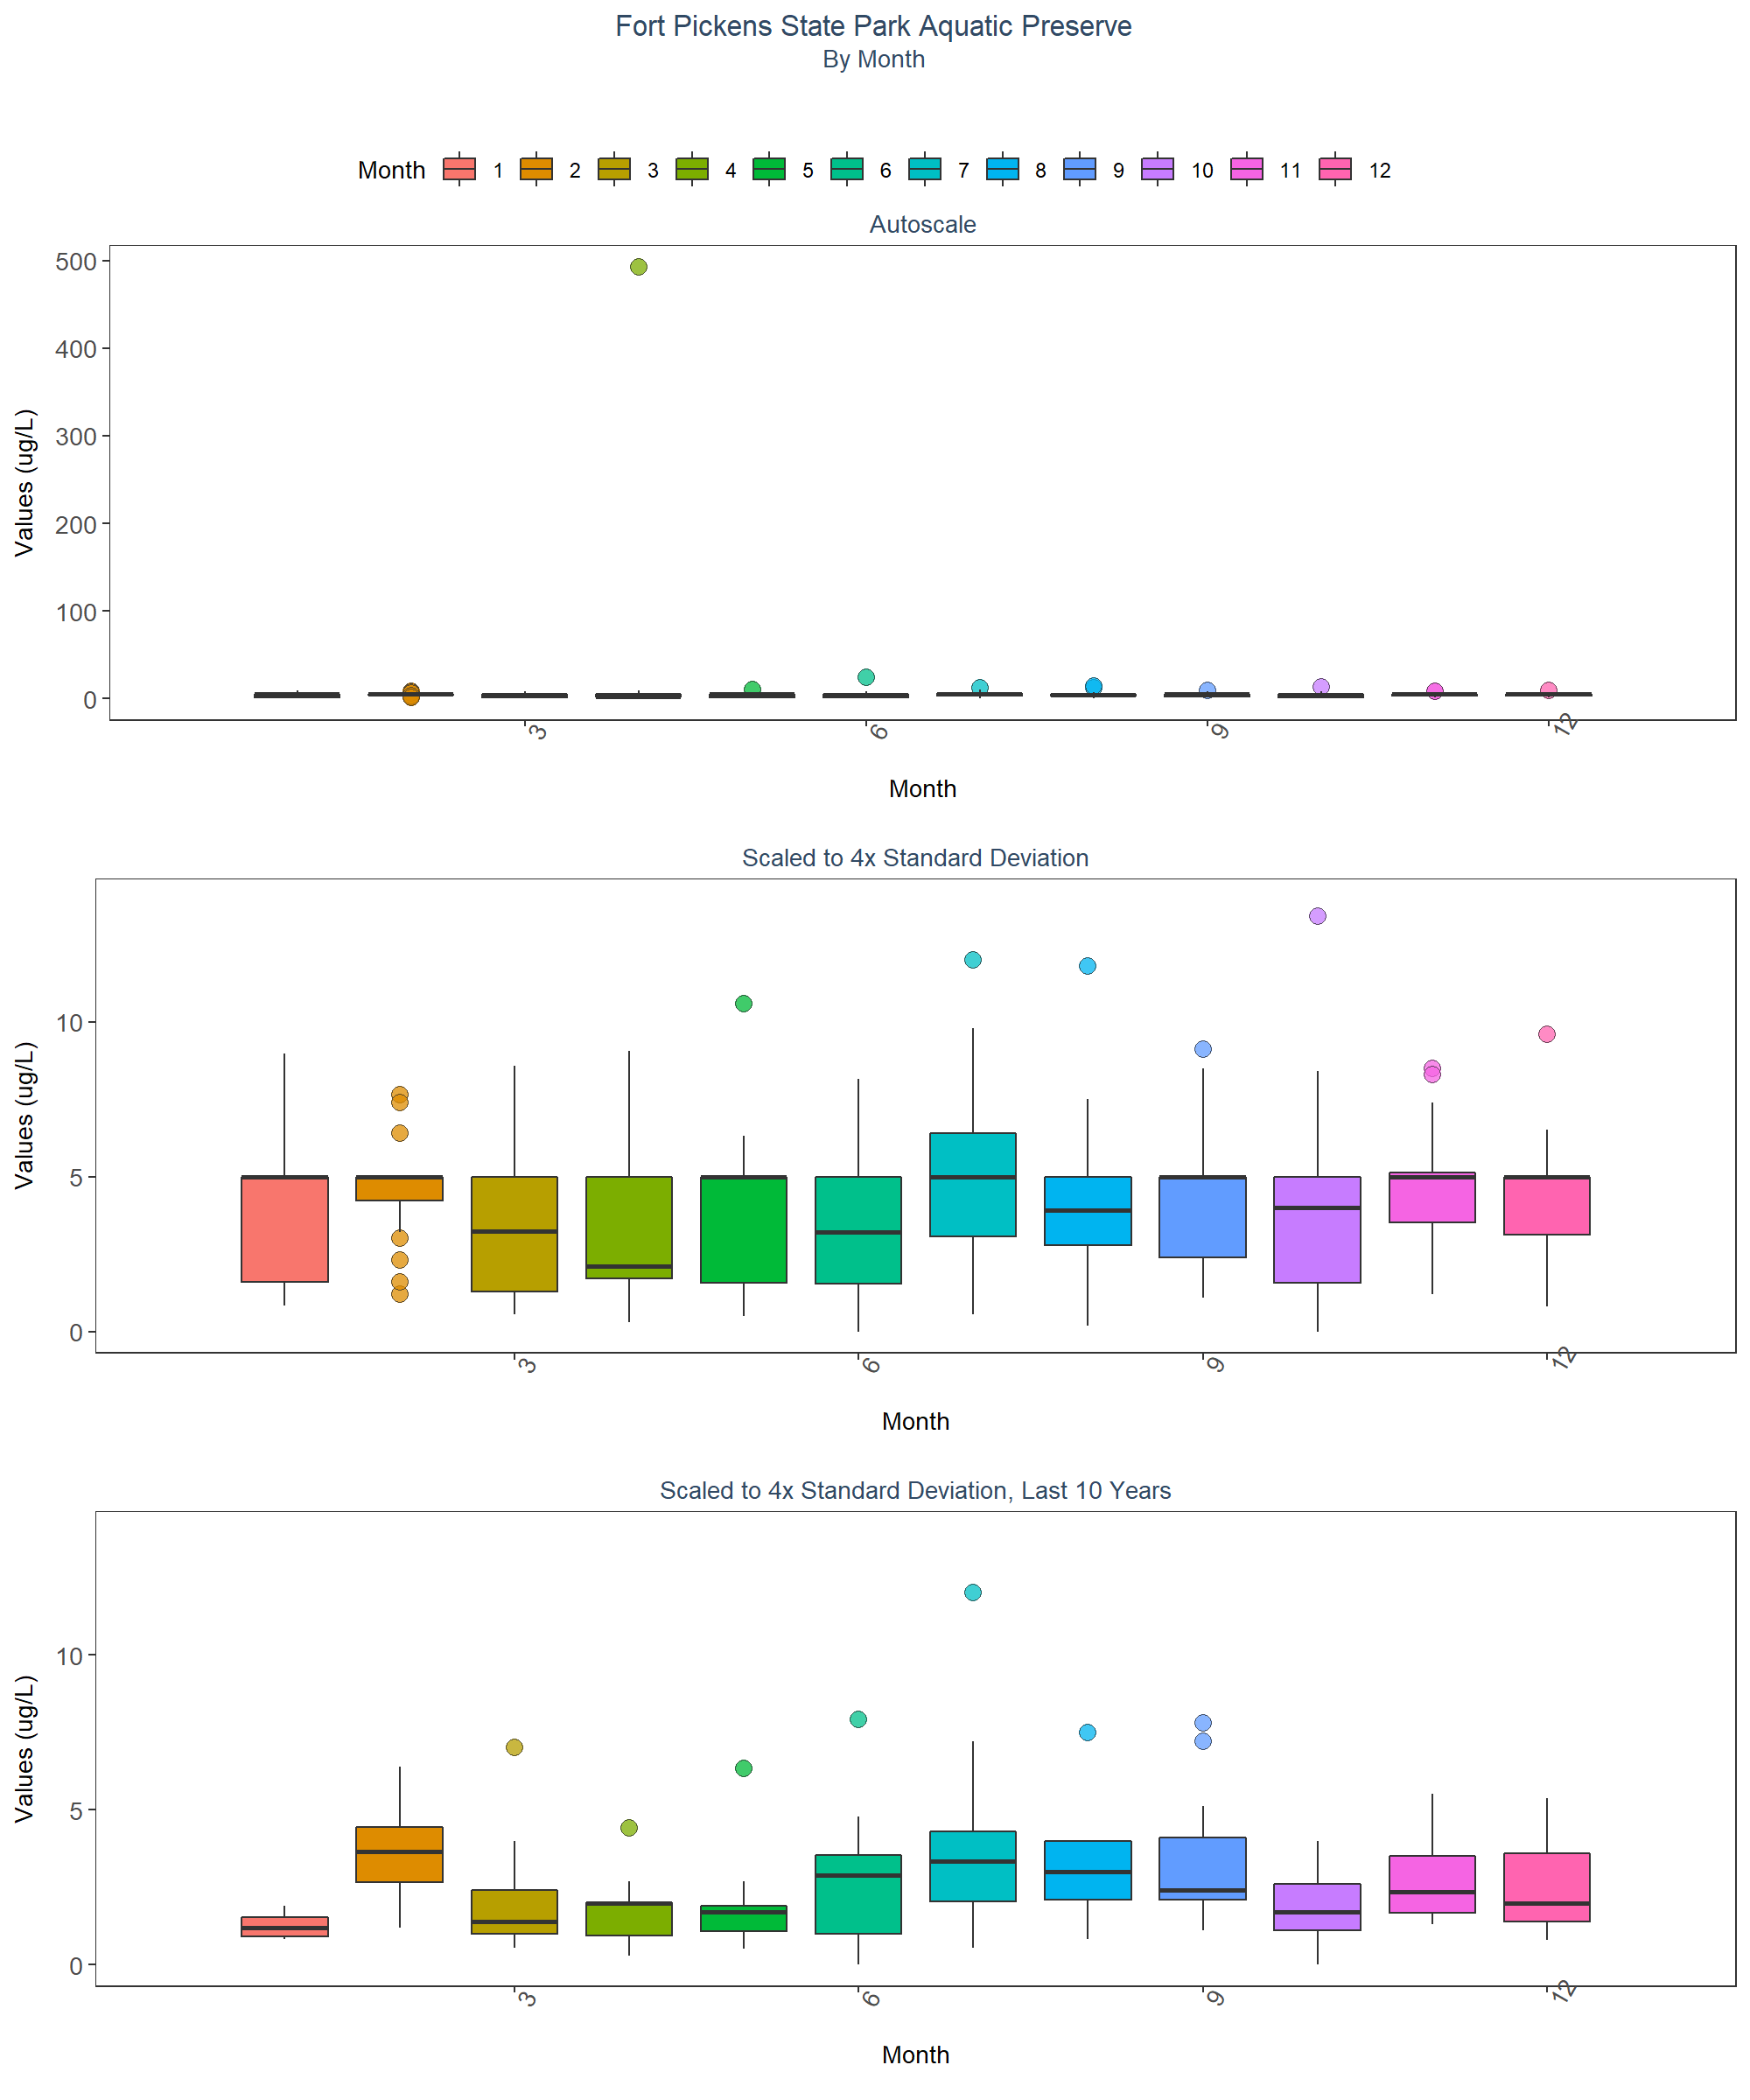 Fort Pickens State Park Aquatic Preserve
By Month
Month 1 2 3 4 5 6 7 8 9 10 11 12
Autoscale
Values (ug/L)
500
400
300
200
100
0
3 6 9 12
Month
Scaled to 4x Standard Deviation
Values (ug/L)
10
5
0
3 6 9 12
Month
Scaled to 4x Standard Deviation, Last 10 Years
Values (ug/L)
10
5
0
3 6 9 12
Month